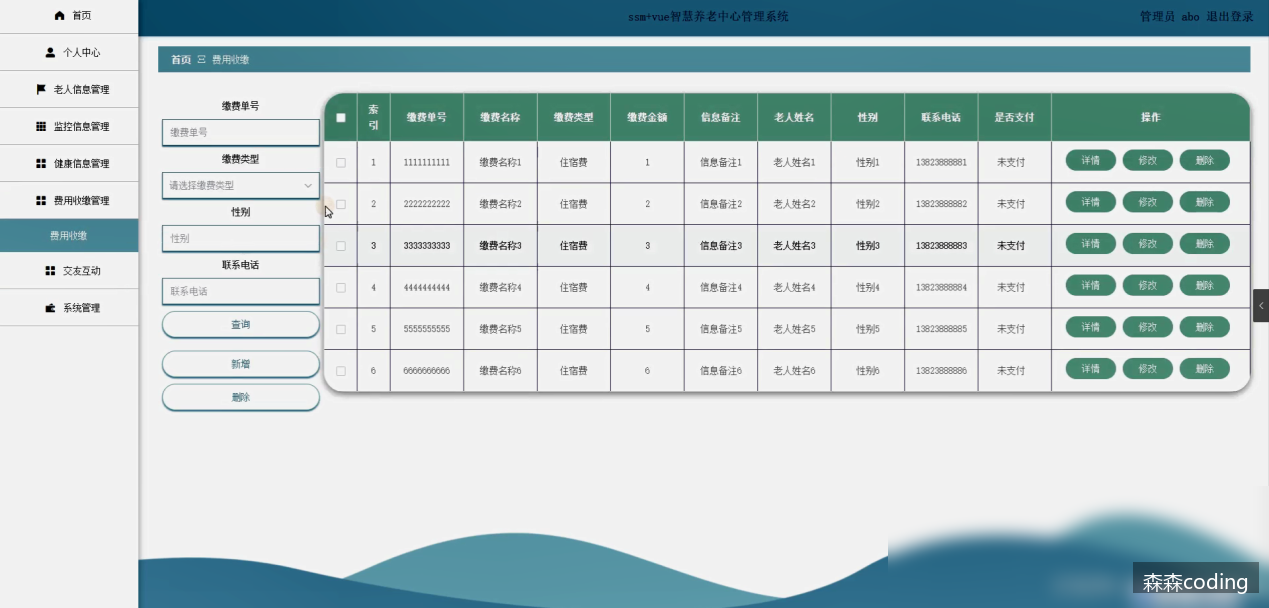 首页
个人中心
老人信息管理
监控信息管理
健康信息管理
费用收缴管理
费用收缴
交友互动
系统管理
ssm+vue智慧养老中心管理系统
管理员 abo 退出登录
首页 费用收缴
缴费单号
缴费单号
缴费类型
请选择缴费类型
性别
性别
联系电话
联系电话
查询
新增
删除
索引 缴费单号 缴费名称 缴费类型 缴费金额 信息备注 老人姓名 性别 联系电话 是否支付 操作
1 1111111111 缴费名称1 住宿费 1 信息备注1 老人姓名1 性别1 13823888881 未支付 详情 修改 删除
2 2222222222 缴费名称2 住宿费 2 信息备注2 老人姓名2 性别2 13823888882 未支付 详情 修改 删除
3 3333333333 缴费名称3 住宿费 3 信息备注3 老人姓名3 性别3 13823888883 未支付 详情 修改 删除
4 4444444444 缴费名称4 住宿费 4 信息备注4 老人姓名4 性别4 13823888884 未支付 详情 修改 删除
5 5555555555 缴费名称5 住宿费 5 信息备注5 老人姓名5 性别5 13823888885 未支付 详情 修改 删除
6 6666666666 缴费名称6 住宿费 6 信息备注6 老人姓名6 性别6 13823888886 未支付 详情 修改 删除
森森coding